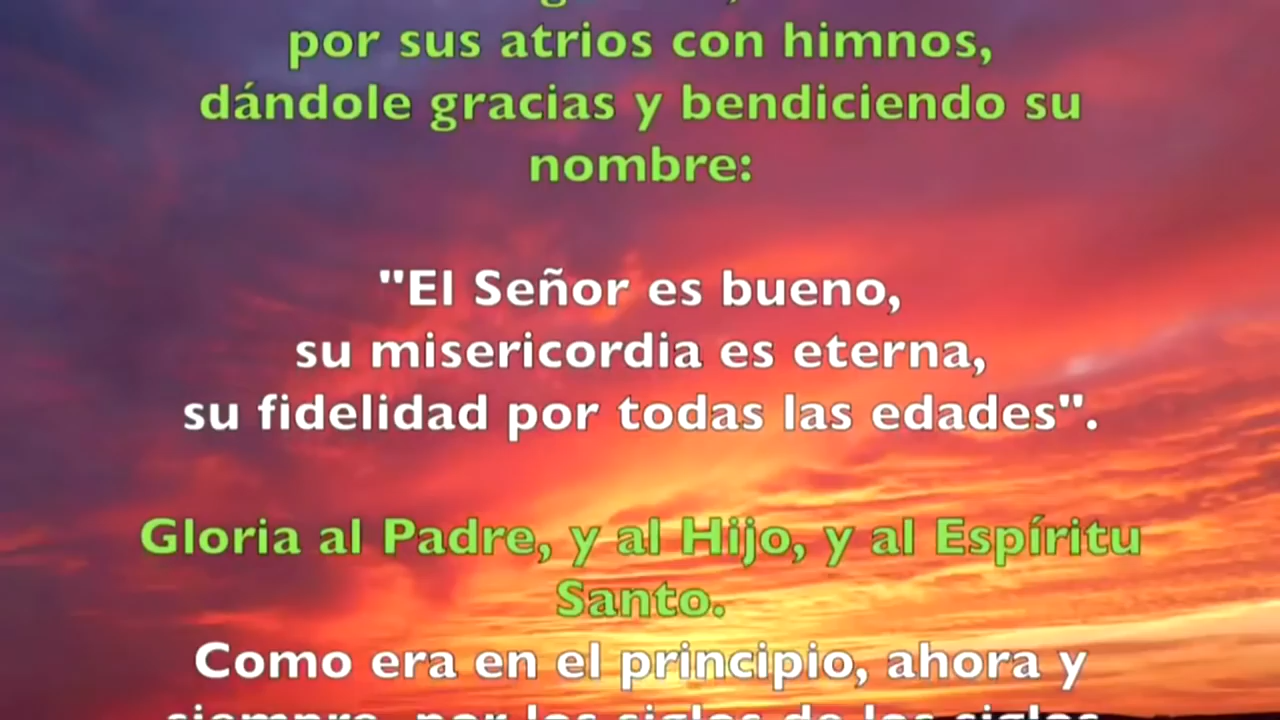 por sus atrios con himnos,
dándole gracias y bendiciendo su
nombre:
"El Señor es bueno,
su misericordia es eterna,
su fidelidad por todas las edades".
Gloria al Padre, y al Hijo, y al Espíritu
Santo.
Como era en el principio, ahora y
siempre, por los siglos de los siglos